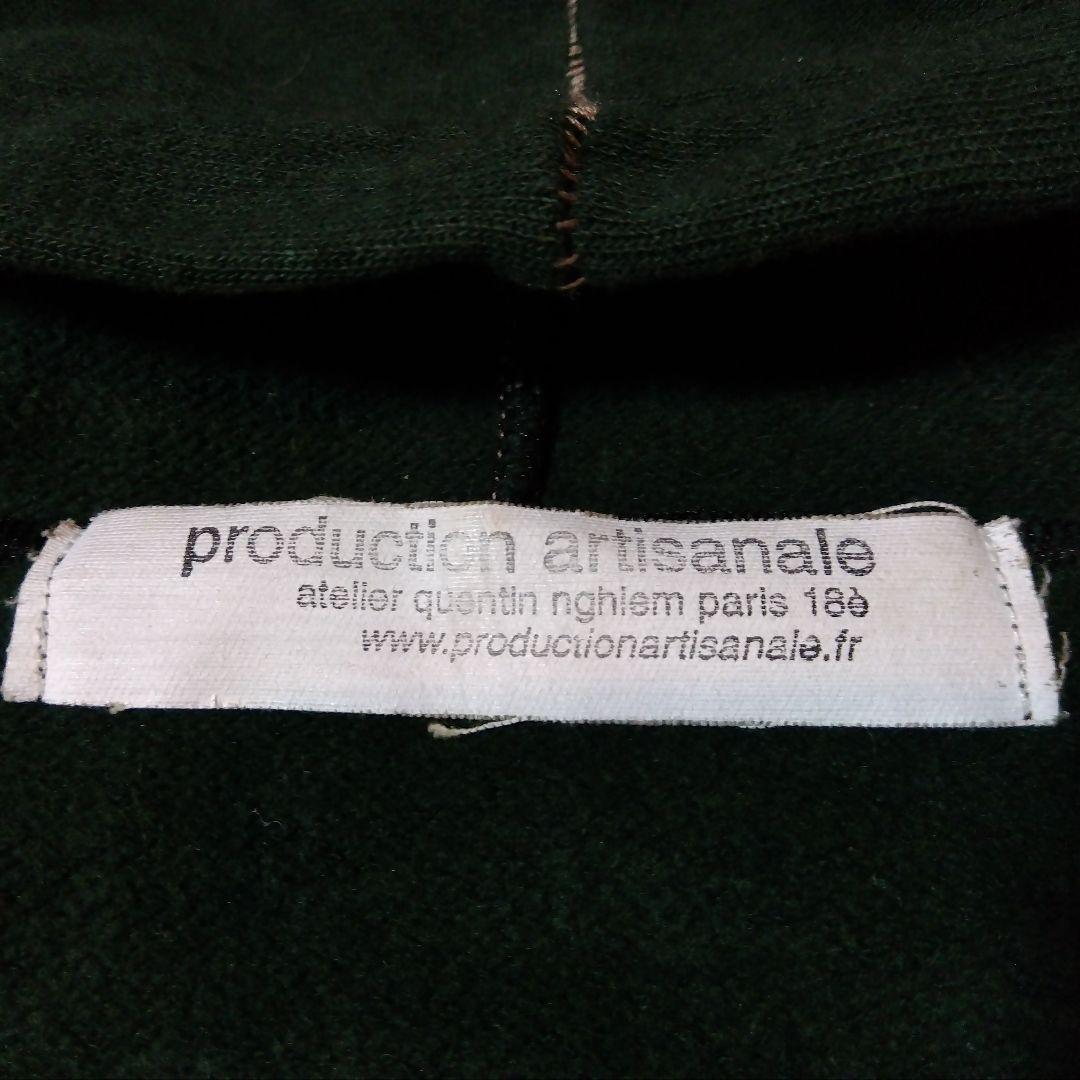 production artisanale
atelier quentin nghiem paris 18è
www.productionartisanale.fr